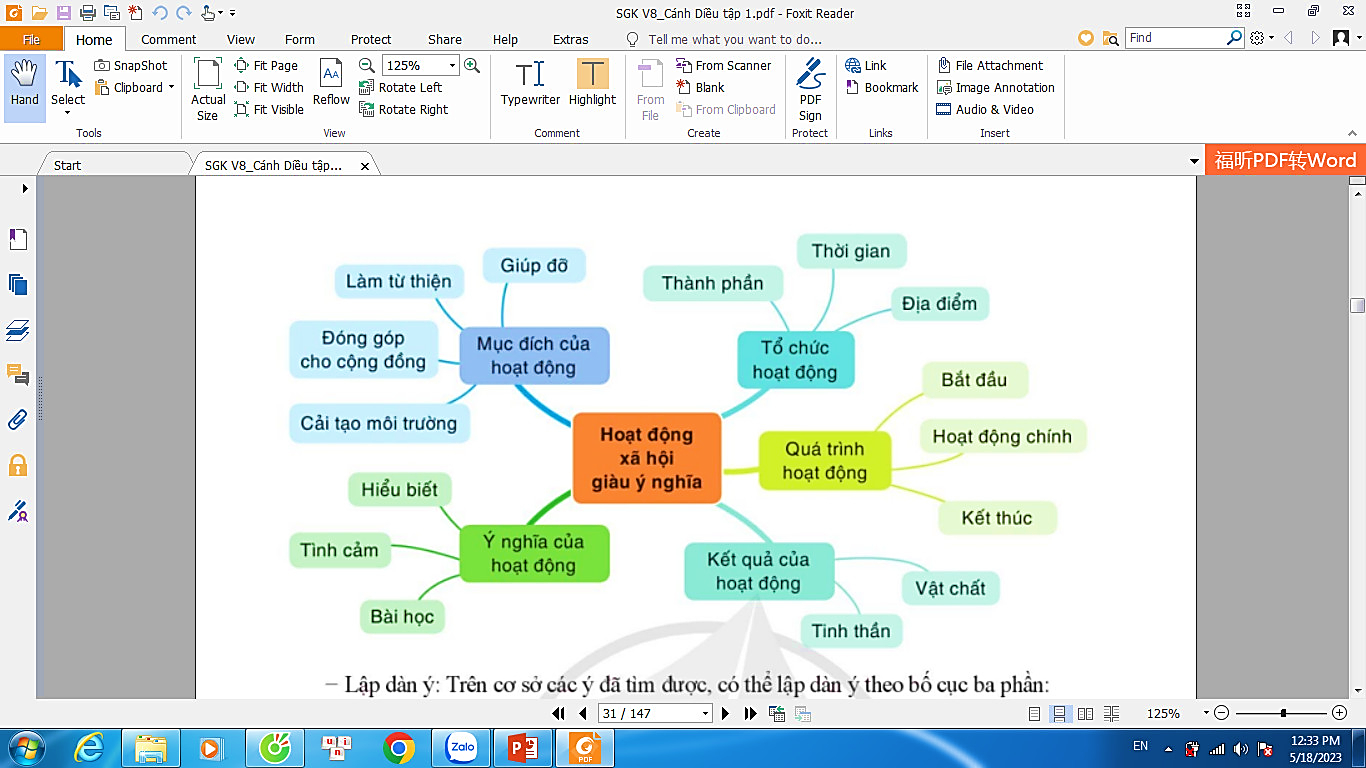 SGK V8_Cánh Diều tập 1.pdf - Foxit Reader
File Home Comment View Form Protect Share Help Extras Tell me what you want to do... Find
Hand
Select
SnapShot
Clipboard
Tools
Actual Size
Fit Page
Fit Width
Fit Visible
Reflow
125%
Rotate Left
Rotate Right
View
Typewriter
Highlight
Comment
From File
From Scanner
Blank
From Clipboard
Create
PDF Sign
Protect
Link
Bookmark
Links
File Attachment
Image Annotation
Audio & Video
Insert
Start
SGK V8_Cánh Diều tập...
福昕PDF转Word
Giúp đỡ
Làm từ thiện
Đóng góp
cho cộng đồng
Cải tạo môi trường
Mục đích của
hoạt động
Thời gian
Thành phần
Địa điểm
Tổ chức
hoạt động
Hoạt động
xã hội
giàu ý nghĩa
Bắt đầu
Quá trình
hoạt động
Hoạt động chính
Kết thúc
Hiểu biết
Tình cảm
Bài học
Ý nghĩa của
hoạt động
Kết quả của
hoạt động
Vật chất
Tinh thần
– Lập dàn ý: Trên cơ sở các ý đã tìm được, có thể lập dàn ý theo bố cục ba phần:
31 / 147
125%
Zalo
PDF
EN
12:33 PM
5/18/2023